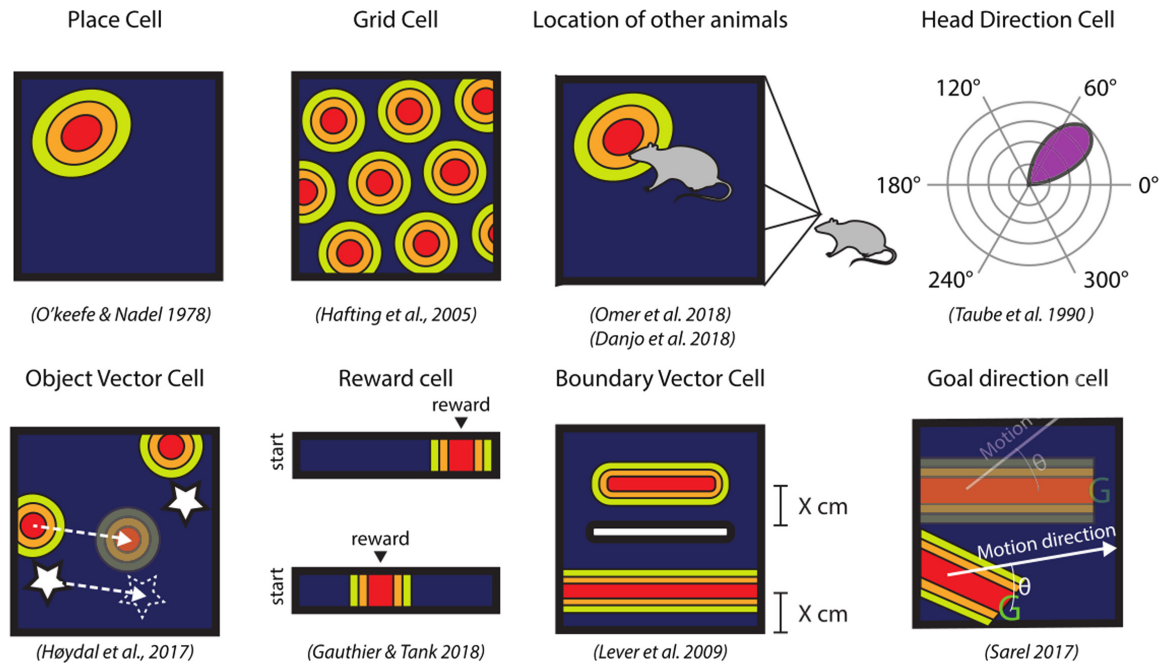 Place Cell
Grid Cell
Location of other animals
Head Direction Cell
120°
60°
180°
0°
240°
300°
(O'keefe & Nadel 1978)
(Hafting et al., 2005)
(Omer et al. 2018)
(Danjo et al. 2018)
(Taube et al. 1990 )
Object Vector Cell
Reward cell
Boundary Vector Cell
Goal direction cell
reward
start
X cm
reward
start
X cm
Motion
θ
G
Motion direction
θ
G
(Høydal et al., 2017)
(Gauthier & Tank 2018)
(Lever et al. 2009)
(Sarel 2017)